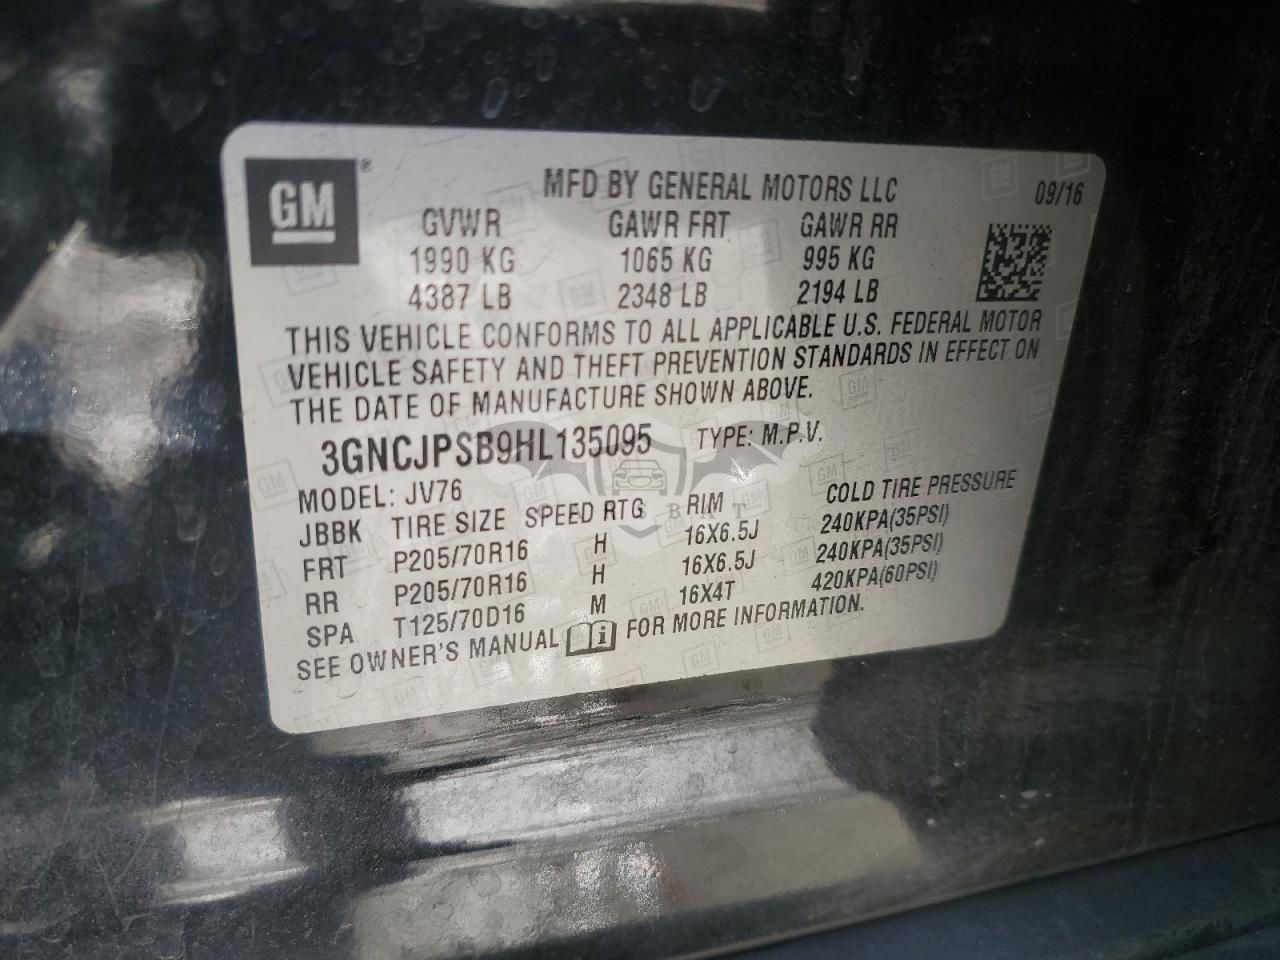 GM ®
MFD BY GENERAL MOTORS LLC 09/16
GVWR GAWR FRT GAWR RR
1990 KG 1065 KG 995 KG
4387 LB 2348 LB 2194 LB
THIS VEHICLE CONFORMS TO ALL APPLICABLE U.S. FEDERAL MOTOR
VEHICLE SAFETY AND THEFT PREVENTION STANDARDS IN EFFECT ON
THE DATE OF MANUFACTURE SHOWN ABOVE.
3GNCJPSB9HL135095 TYPE: M.P.V.
MODEL: JV76
JBBK TIRE SIZE SPEED RTG RIM COLD TIRE PRESSURE
FRT P205/70R16 H 16X6.5J 240KPA(35PSI)
RR P205/70R16 H 16X6.5J 240KPA(35PSI)
SPA T125/70D16 M 16X4T 420KPA(60PSI)
SEE OWNER'S MANUAL i FOR MORE INFORMATION.